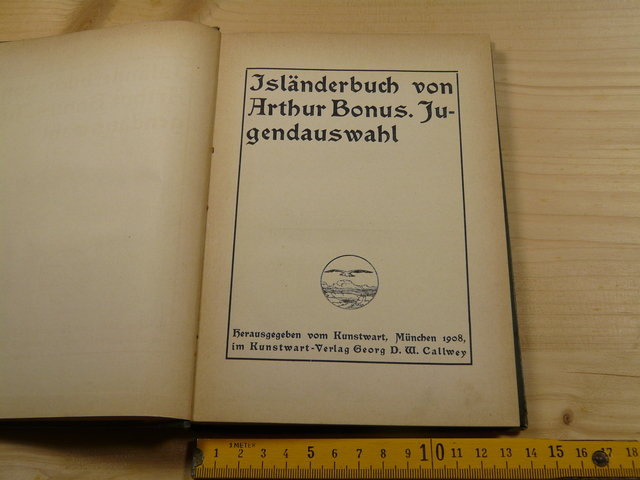 Isländerbuch von
Arthur Bonus. Ju-
gendauswahl
Herausgegeben vom Kunstwart, München 1908,
im Kunstwart-Verlag Georg D. W. Callwey
1 METER
1 2 3 4 5 6 7 8 9 10 11 12 13 14 15 16 17 18